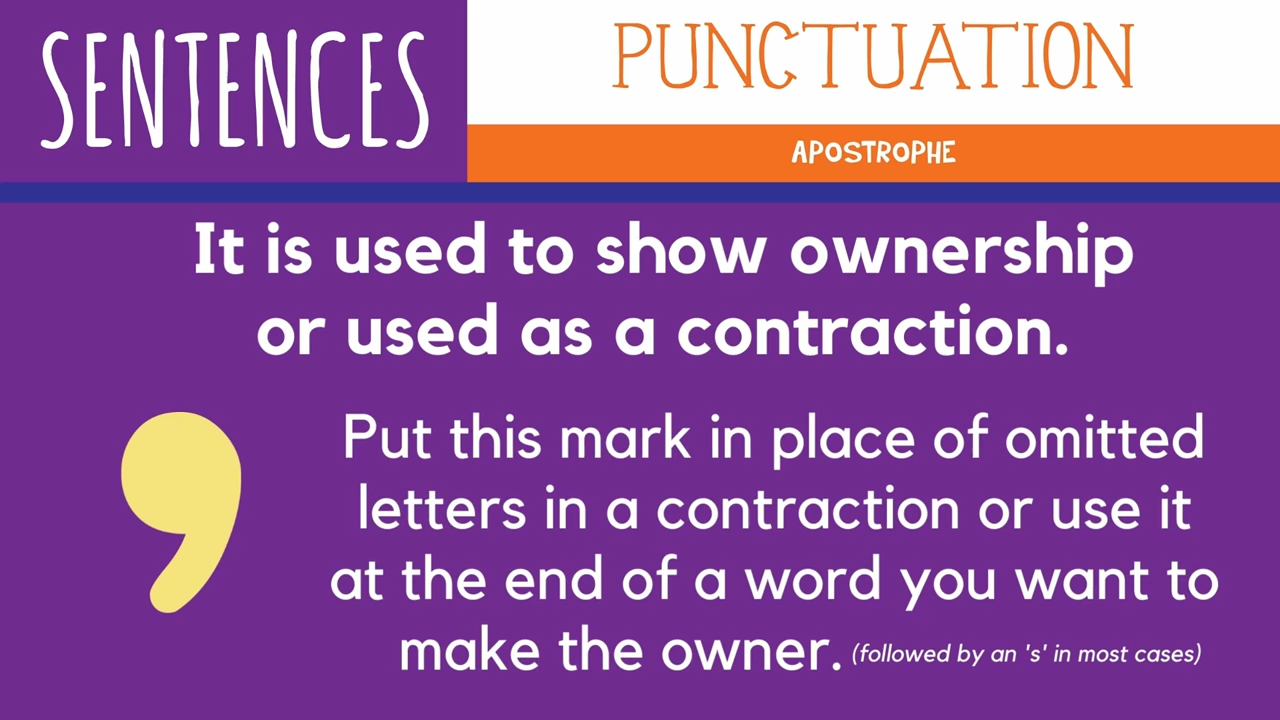 SENTENCES
PUNCTUATION
APOSTROPHE
It is used to show ownership
or used as a contraction.
,
Put this mark in place of omitted
letters in a contraction or use it
at the end of a word you want to
make the owner. (followed by an 's' in most cases)